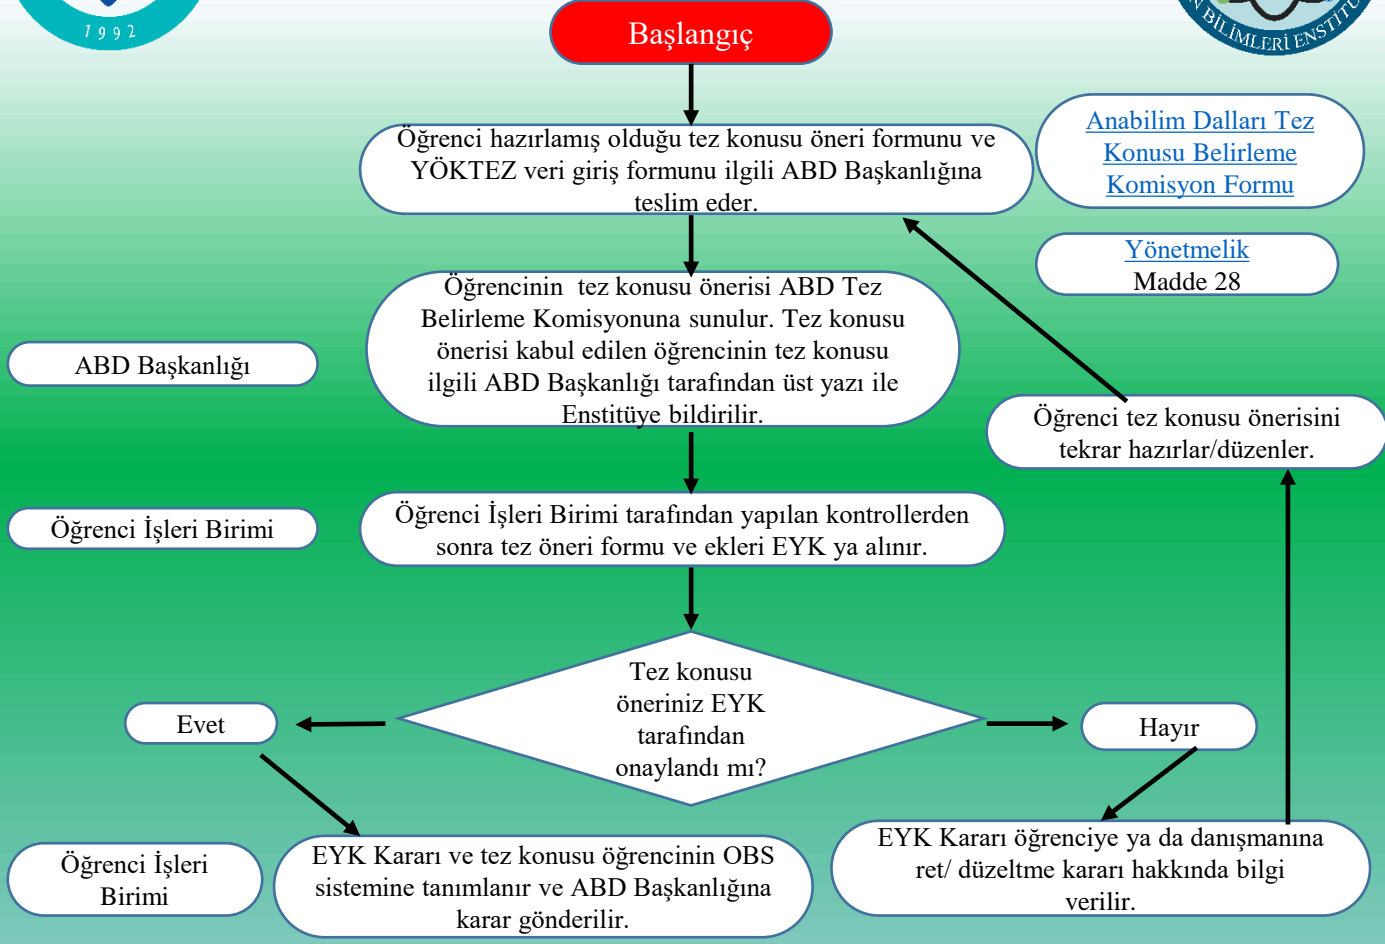 1992
N BİLİMLERİ ENSTİTÜ
Başlangıç
Öğrenci hazırlamış olduğu tez konusu öneri formunu ve
YÖKTEZ veri giriş formunu ilgili ABD Başkanlığına
teslim eder.
Anabilim Dalları Tez
Konusu Belirleme
Komisyon Formu
Yönetmelik
Madde 28
Öğrencinin  tez konusu önerisi ABD Tez
Belirleme Komisyonuna sunulur. Tez konusu
önerisi kabul edilen öğrencinin tez konusu
ilgili ABD Başkanlığı tarafından üst yazı ile
Enstitüye bildirilir.
ABD Başkanlığı
Öğrenci tez konusu önerisini
tekrar hazırlar/düzenler.
Öğrenci İşleri Birimi
Öğrenci İşleri Birimi tarafından yapılan kontrollerden
sonra tez öneri formu ve ekleri EYK ya alınır.
Tez konusu
öneriniz EYK
tarafından
onaylandı mı?
Evet
Hayır
Öğrenci İşleri
Birimi
EYK Kararı ve tez konusu öğrencinin OBS
sistemine tanımlanır ve ABD Başkanlığına
karar gönderilir.
EYK Kararı öğrenciye ya da danışmanına
ret/ düzeltme kararı hakkında bilgi
verilir.